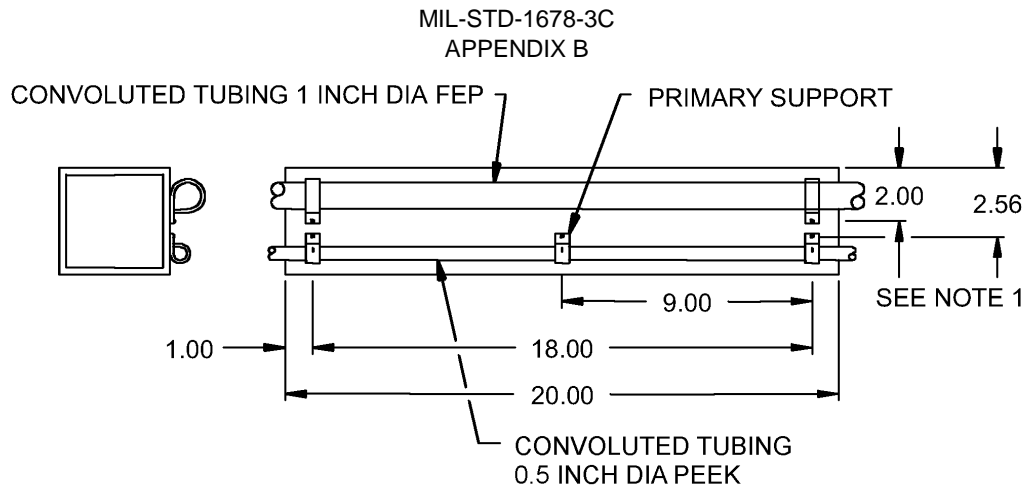 MIL-STD-1678-3C
APPENDIX B
CONVOLUTED TUBING 1 INCH DIA FEP
PRIMARY SUPPORT
2.00
2.56
SEE NOTE 1
9.00
1.00
18.00
20.00
CONVOLUTED TUBING
0.5 INCH DIA PEEK